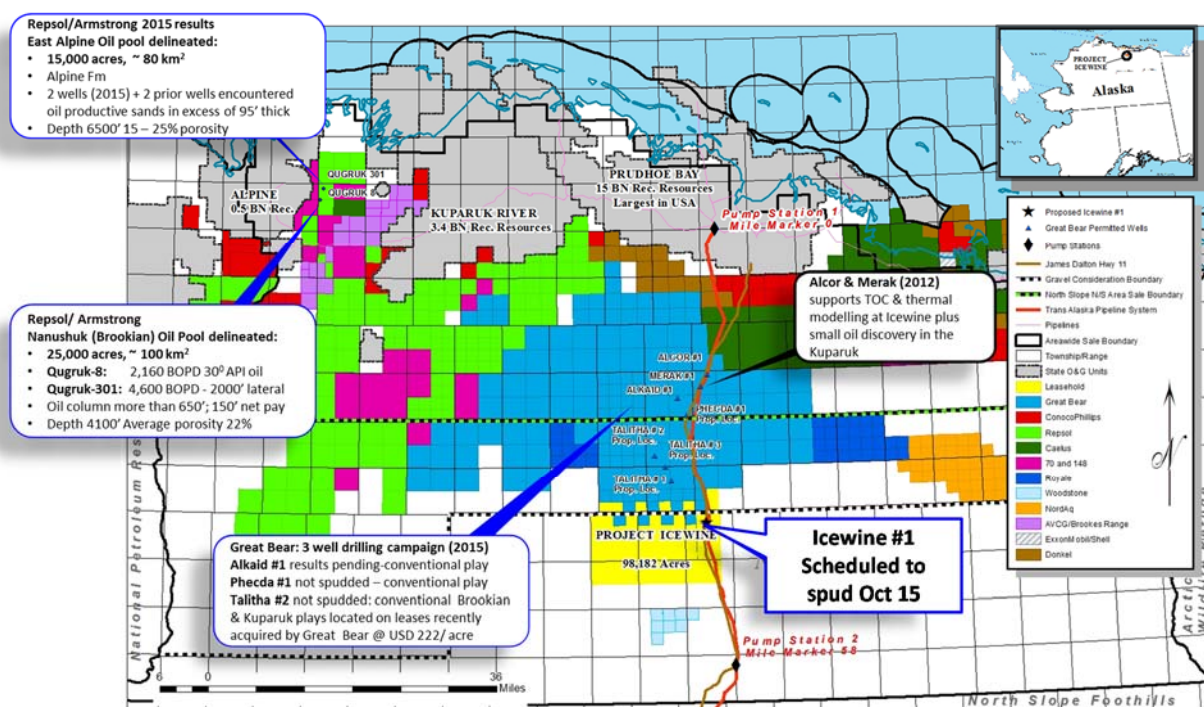 Repsol/Armstrong 2015 results
East Alpine Oil pool delineated:
• 15,000 acres, ~ 80 km²
• Alpine Fm
• 2 wells (2015) + 2 prior wells encountered
oil productive sands in excess of 95' thick
• Depth 6500' 15 – 25% porosity
PROJECT
ICEWINE
Alaska
QUGRUK 301
QUGRUK 8
ALPINE
0.5 BN Rec.
KUPARUK RIVER
3.4 BN Rec. Resources
PRUDHOE BAY
15 BN Rec. Resources
Largest in USA
Pump Station 1
Mile Marker 0
Alcor & Merak (2012)
supports TOC & thermal
modelling at Icewine plus
small oil discovery in the
Kuparuk
Repsol/ Armstrong
Nanushuk (Brookian) Oil Pool delineated:
• 25,000 acres, ~ 100 km²
• Qugruk-8: 2,160 BOPD 30⁰ API oil
• Qugruk-301: 4,600 BOPD - 2000' lateral
• Oil column more than 650'; 150' net pay
• Depth 4100' Average porosity 22%
ALCOR #1
MERAK #1
ALKAID #1
PHECDA #1
Prop. Loc.
TALITHA # 2
Prop. Loc.
TALITHA # 3
Prop. Loc.
TALITHA # 1
Prop. Loc.
PROJECT ICEWINE
98,182 Acres
Icewine #1
Scheduled to
spud Oct 15
Great Bear: 3 well drilling campaign (2015)
Alkaid #1 results pending-conventional play
Phecda #1 not spudded – conventional play
Talitha #2 not spudded: conventional Brookian
& Kuparuk plays located on leases recently
acquired by Great Bear @ USD 222/ acre
Pump Station 2
Mile Marker 58
National Petroleum Res
6 0 36
Miles
North Slope Foothills
Proposed Icewine #1
Great Bear Permitted Wells
Pump Stations
James Dalton Hwy 11
Gravel Consideration Boundary
North Slope N/S Area Sale Boundary
Trans Alaska Pipeline System
Pipelines
Areawide Sale Boundary
Township/Range
State O&G Units
Leasehold
Great Bear
ConocoPhillips
Repsol
Caelus
70 and 148
Royale
Woodstone
NordAq
AVCG/Brookes Range
ExxonMobil/Shell
Donkel
N